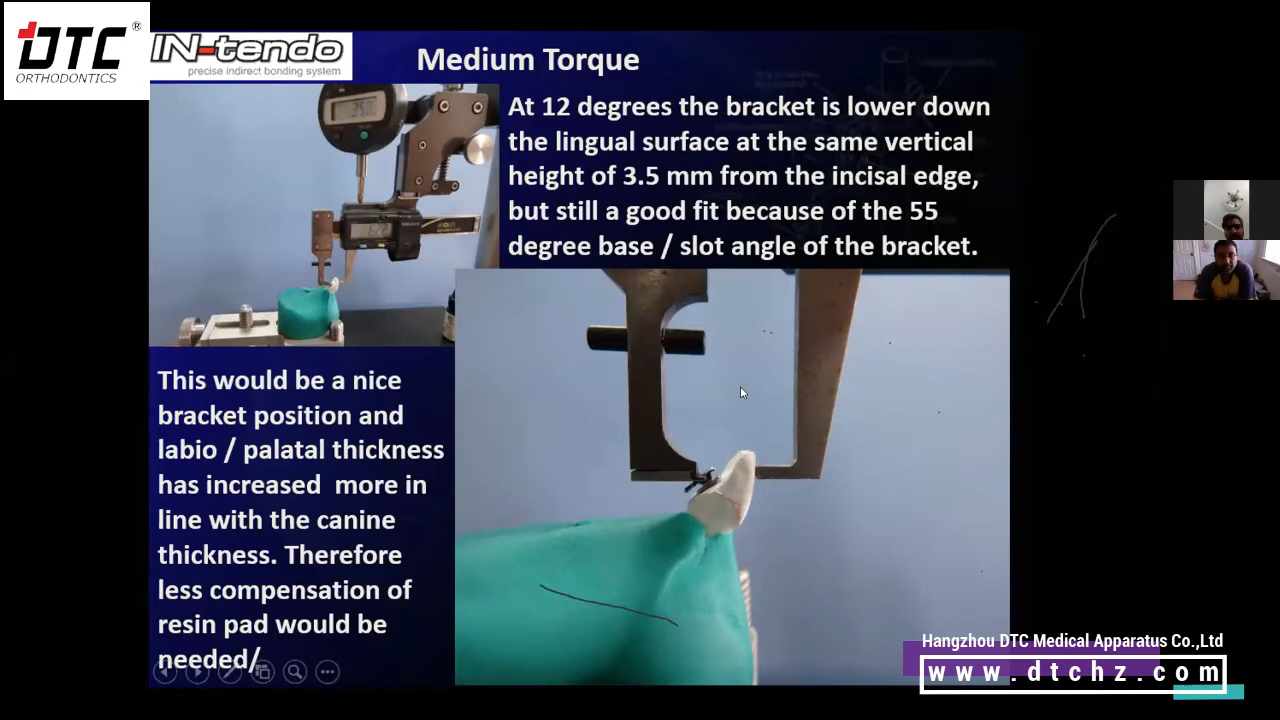 DTC®
ORTHODONTICS
IN-tendo
precise indirect bonding system
Medium Torque
At 12 degrees the bracket is lower down
the lingual surface at the same vertical
height of 3.5 mm from the incisal edge,
but still a good fit because of the 55
degree base / slot angle of the bracket.
This would be a nice
bracket position and
labio / palatal thickness
has increased  more in
line with the canine
thickness. Therefore
less compensation of
resin pad would be
needed/
Hangzhou DTC Medical Apparatus Co.,Ltd
www.dtchz.com